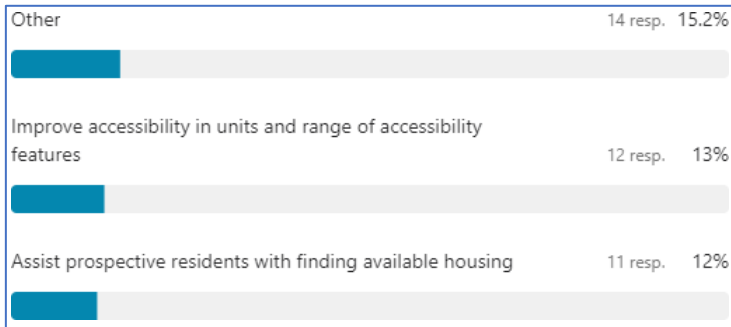 Other 14 resp. 15.2%
Improve accessibility in units and range of accessibility
features 12 resp. 13%
Assist prospective residents with finding available housing 11 resp. 12%